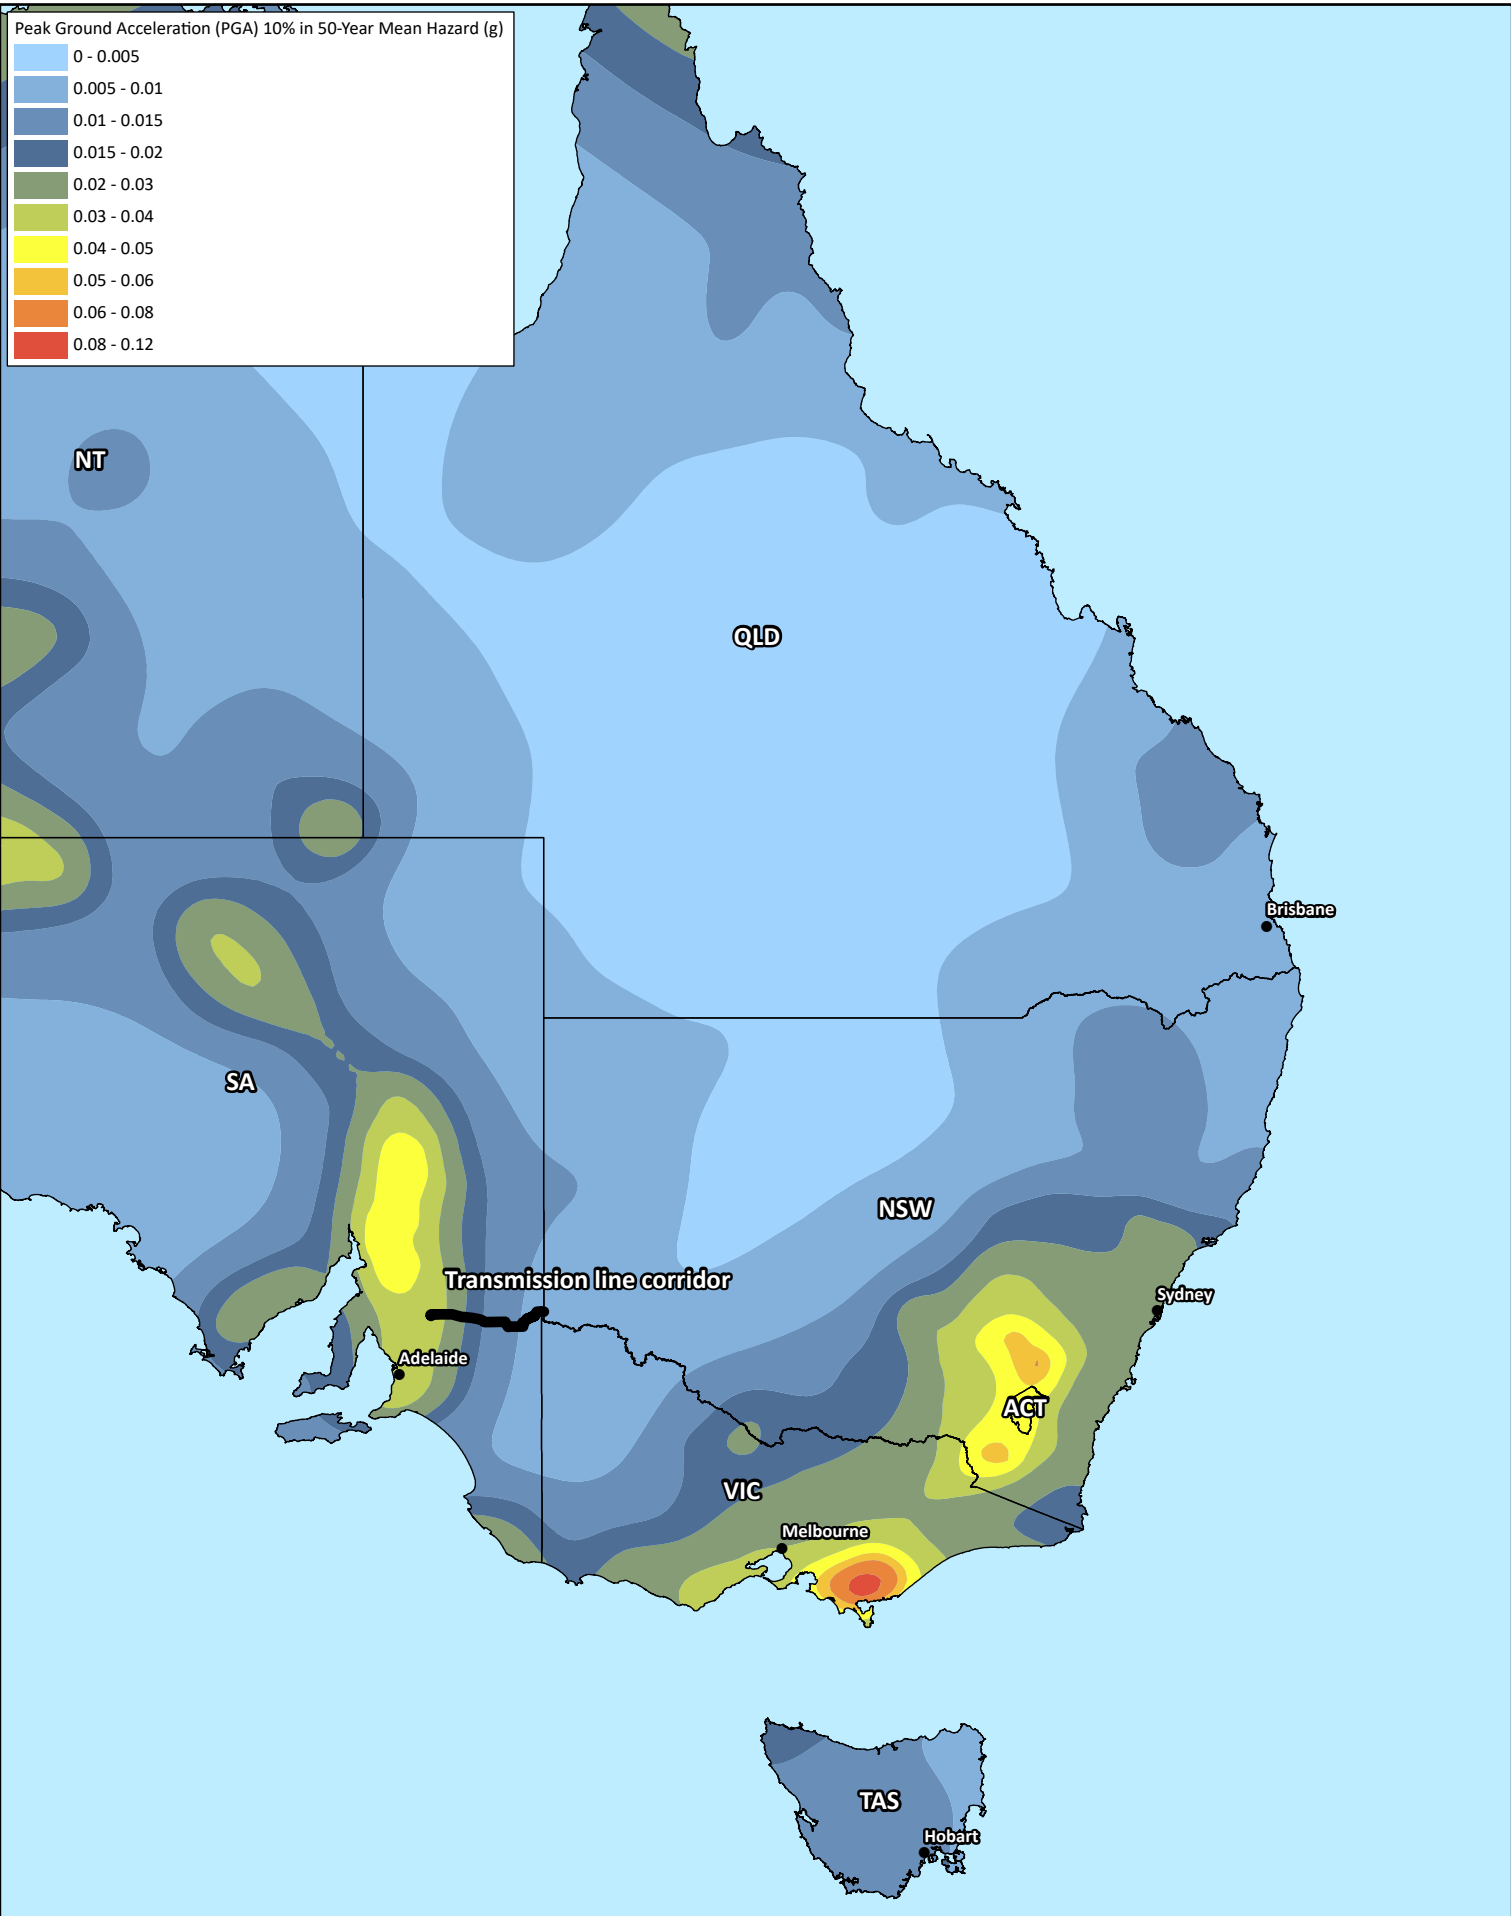 Peak Ground Acceleration (PGA) 10% in 50-Year Mean Hazard (g)
0 - 0.005
0.005 - 0.01
0.01 - 0.015
0.015 - 0.02
0.02 - 0.03
0.03 - 0.04
0.04 - 0.05
0.05 - 0.06
0.06 - 0.08
0.08 - 0.12
NT
QLD
Brisbane
SA
NSW
Transmission line corridor
Sydney
Adelaide
ACT
VIC
Melbourne
TAS
Hobart